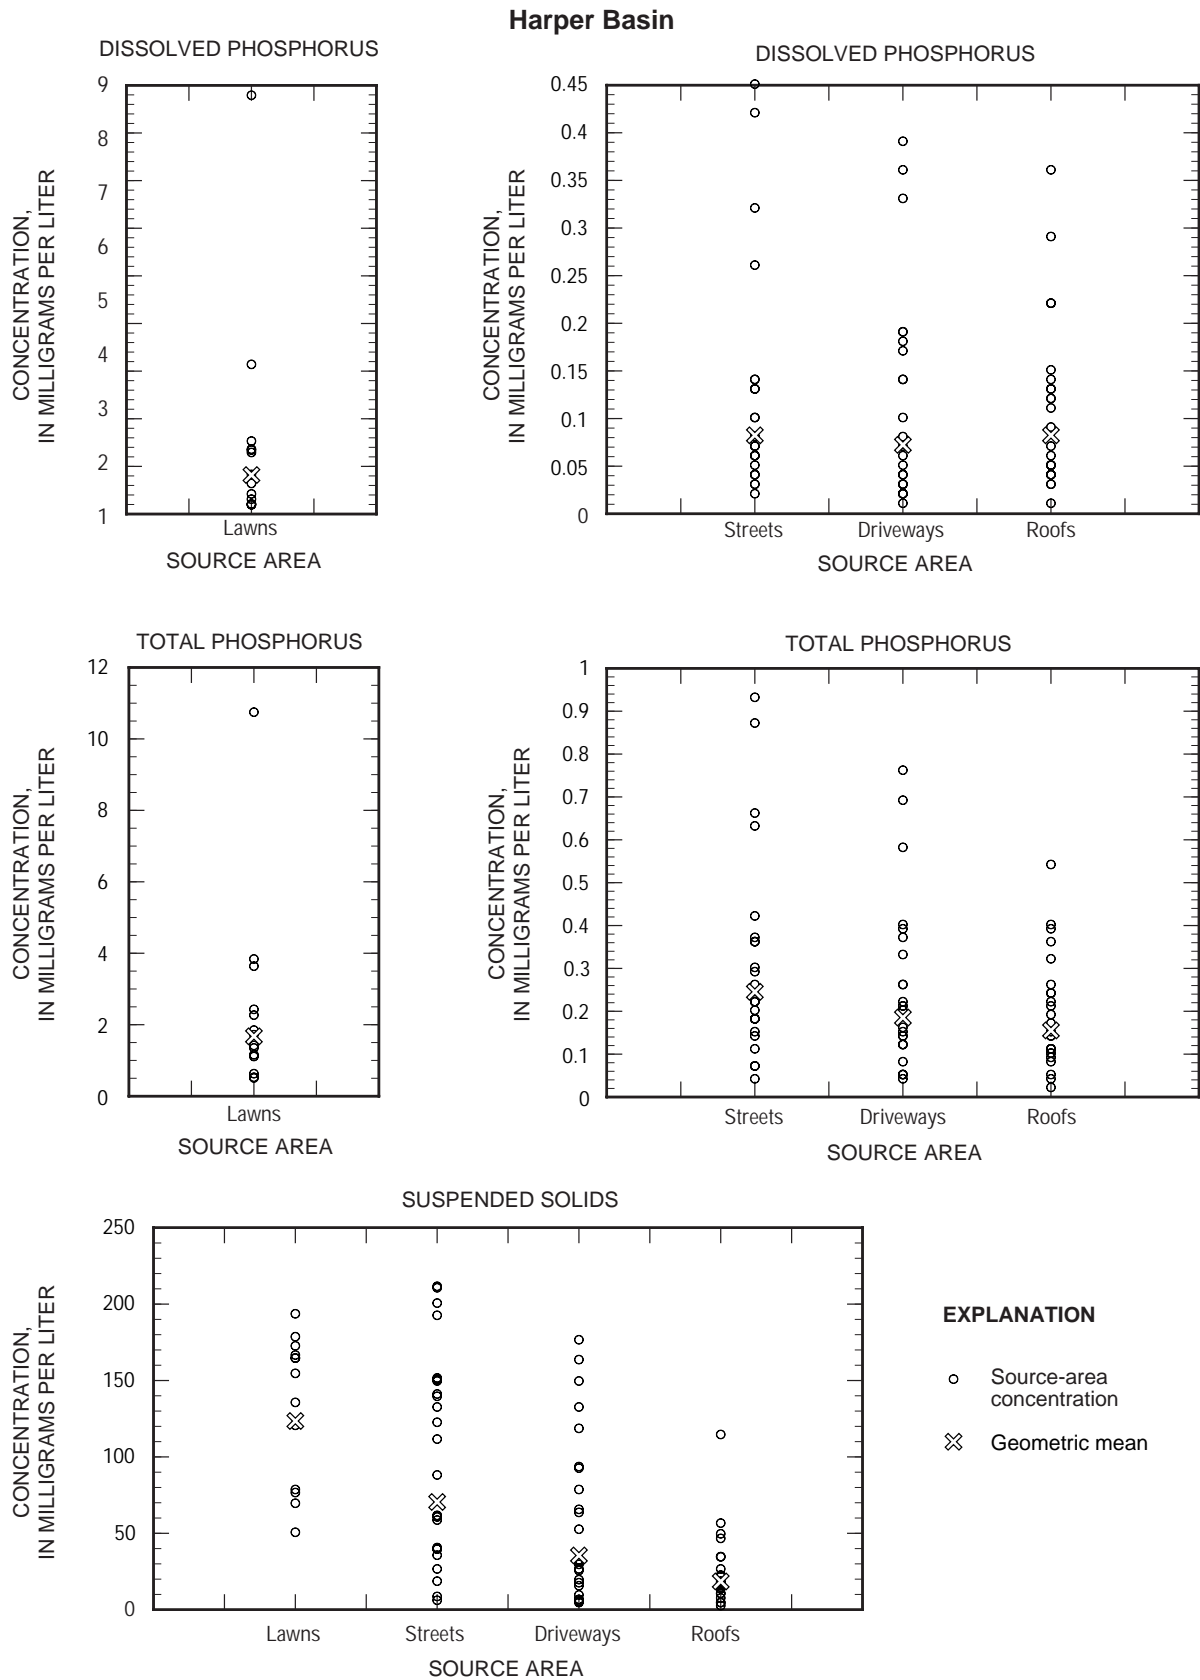 Harper Basin
DISSOLVED PHOSPHORUS
CONCENTRATION,
IN MILLIGRAMS PER LITER
9
8
7
6
5
4
3
2
1
Lawns
SOURCE AREA
DISSOLVED PHOSPHORUS
CONCENTRATION,
IN MILLIGRAMS PER LITER
0.45
0.4
0.35
0.3
0.25
0.2
0.15
0.1
0.05
0
Streets Driveways Roofs
SOURCE AREA
TOTAL PHOSPHORUS
CONCENTRATION,
IN MILLIGRAMS PER LITER
12
10
8
6
4
2
0
Lawns
SOURCE AREA
TOTAL PHOSPHORUS
CONCENTRATION,
IN MILLIGRAMS PER LITER
1
0.9
0.8
0.7
0.6
0.5
0.4
0.3
0.2
0.1
0
Streets Driveways Roofs
SOURCE AREA
SUSPENDED SOLIDS
CONCENTRATION,
IN MILLIGRAMS PER LITER
250
200
150
100
50
0
Lawns Streets Driveways Roofs
SOURCE AREA
EXPLANATION
Source-area
concentration
Geometric mean